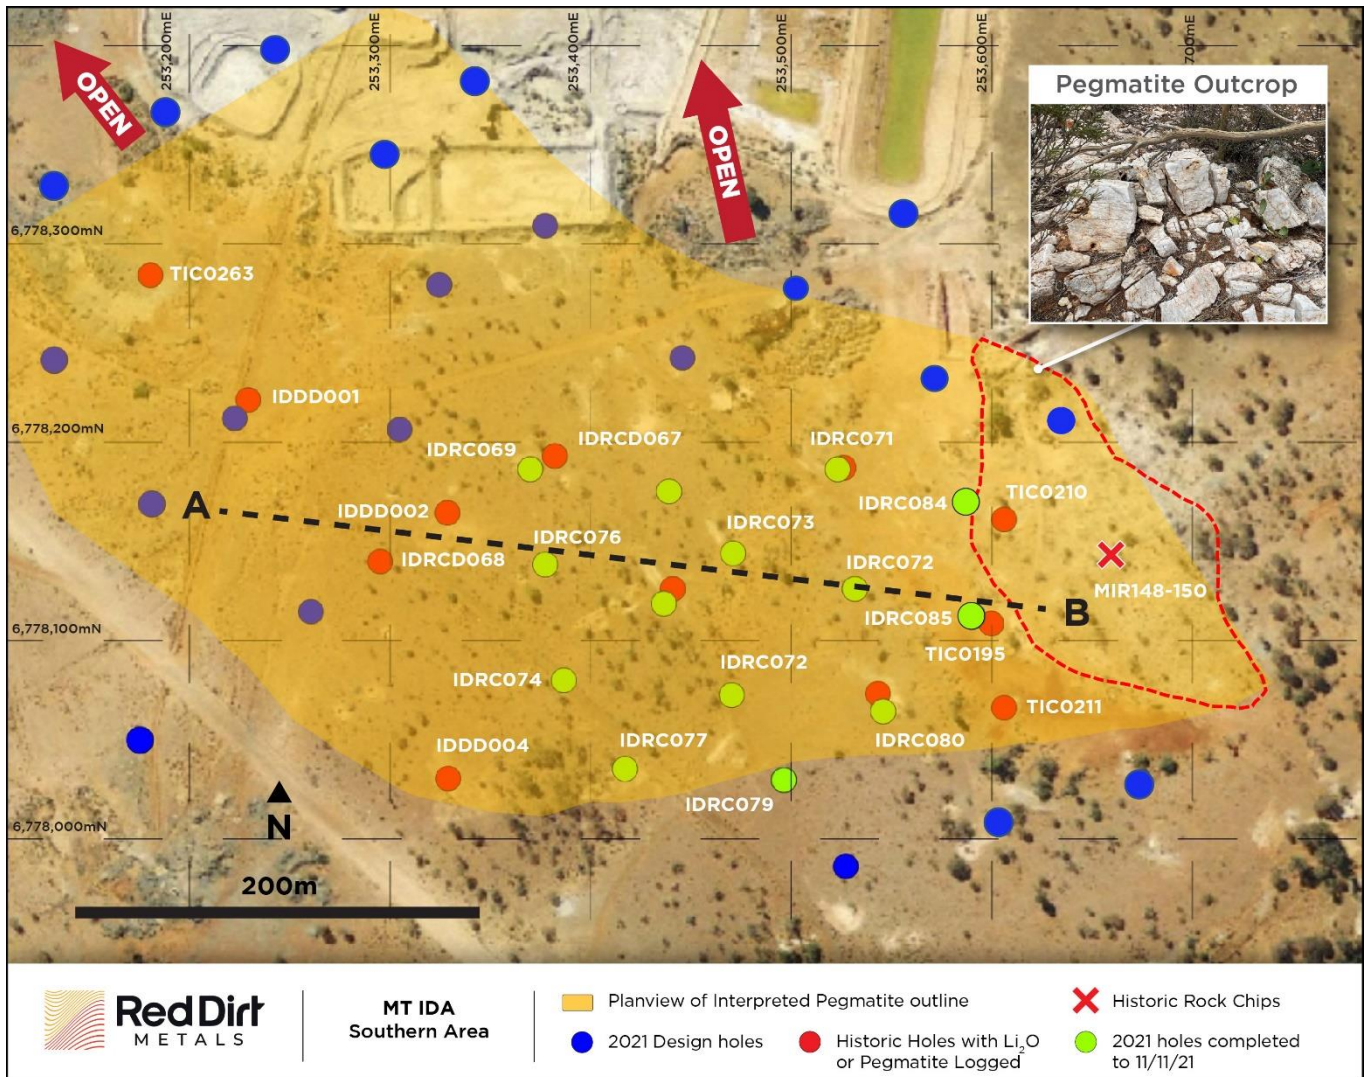 253,200mE
253,300mE
253,400mE
253,500mE
253,600mE
700mE
OPEN
OPEN
Pegmatite Outcrop
6,778,300mN
TIC0263
IDDD001
6,778,200mN
IDRC069
IDRCD067
IDRC071
IDRC084
TIC0210
A
IDDD002
IDRC076
IDRC073
IDRCD068
IDRC072
MIR148-150
IDRC085
B
6,778,100mN
TIC0195
IDRC074
IDRC072
TIC0211
IDDD004
IDRC077
IDRC080
IDRC079
N
6,778,000mN
200m
Red Dirt
METALS
MT IDA
Southern Area
Planview of Interpreted Pegmatite outline
Historic Rock Chips
2021 Design holes
Historic Holes with Li₂O
or Pegmatite Logged
2021 holes completed
to 11/11/21